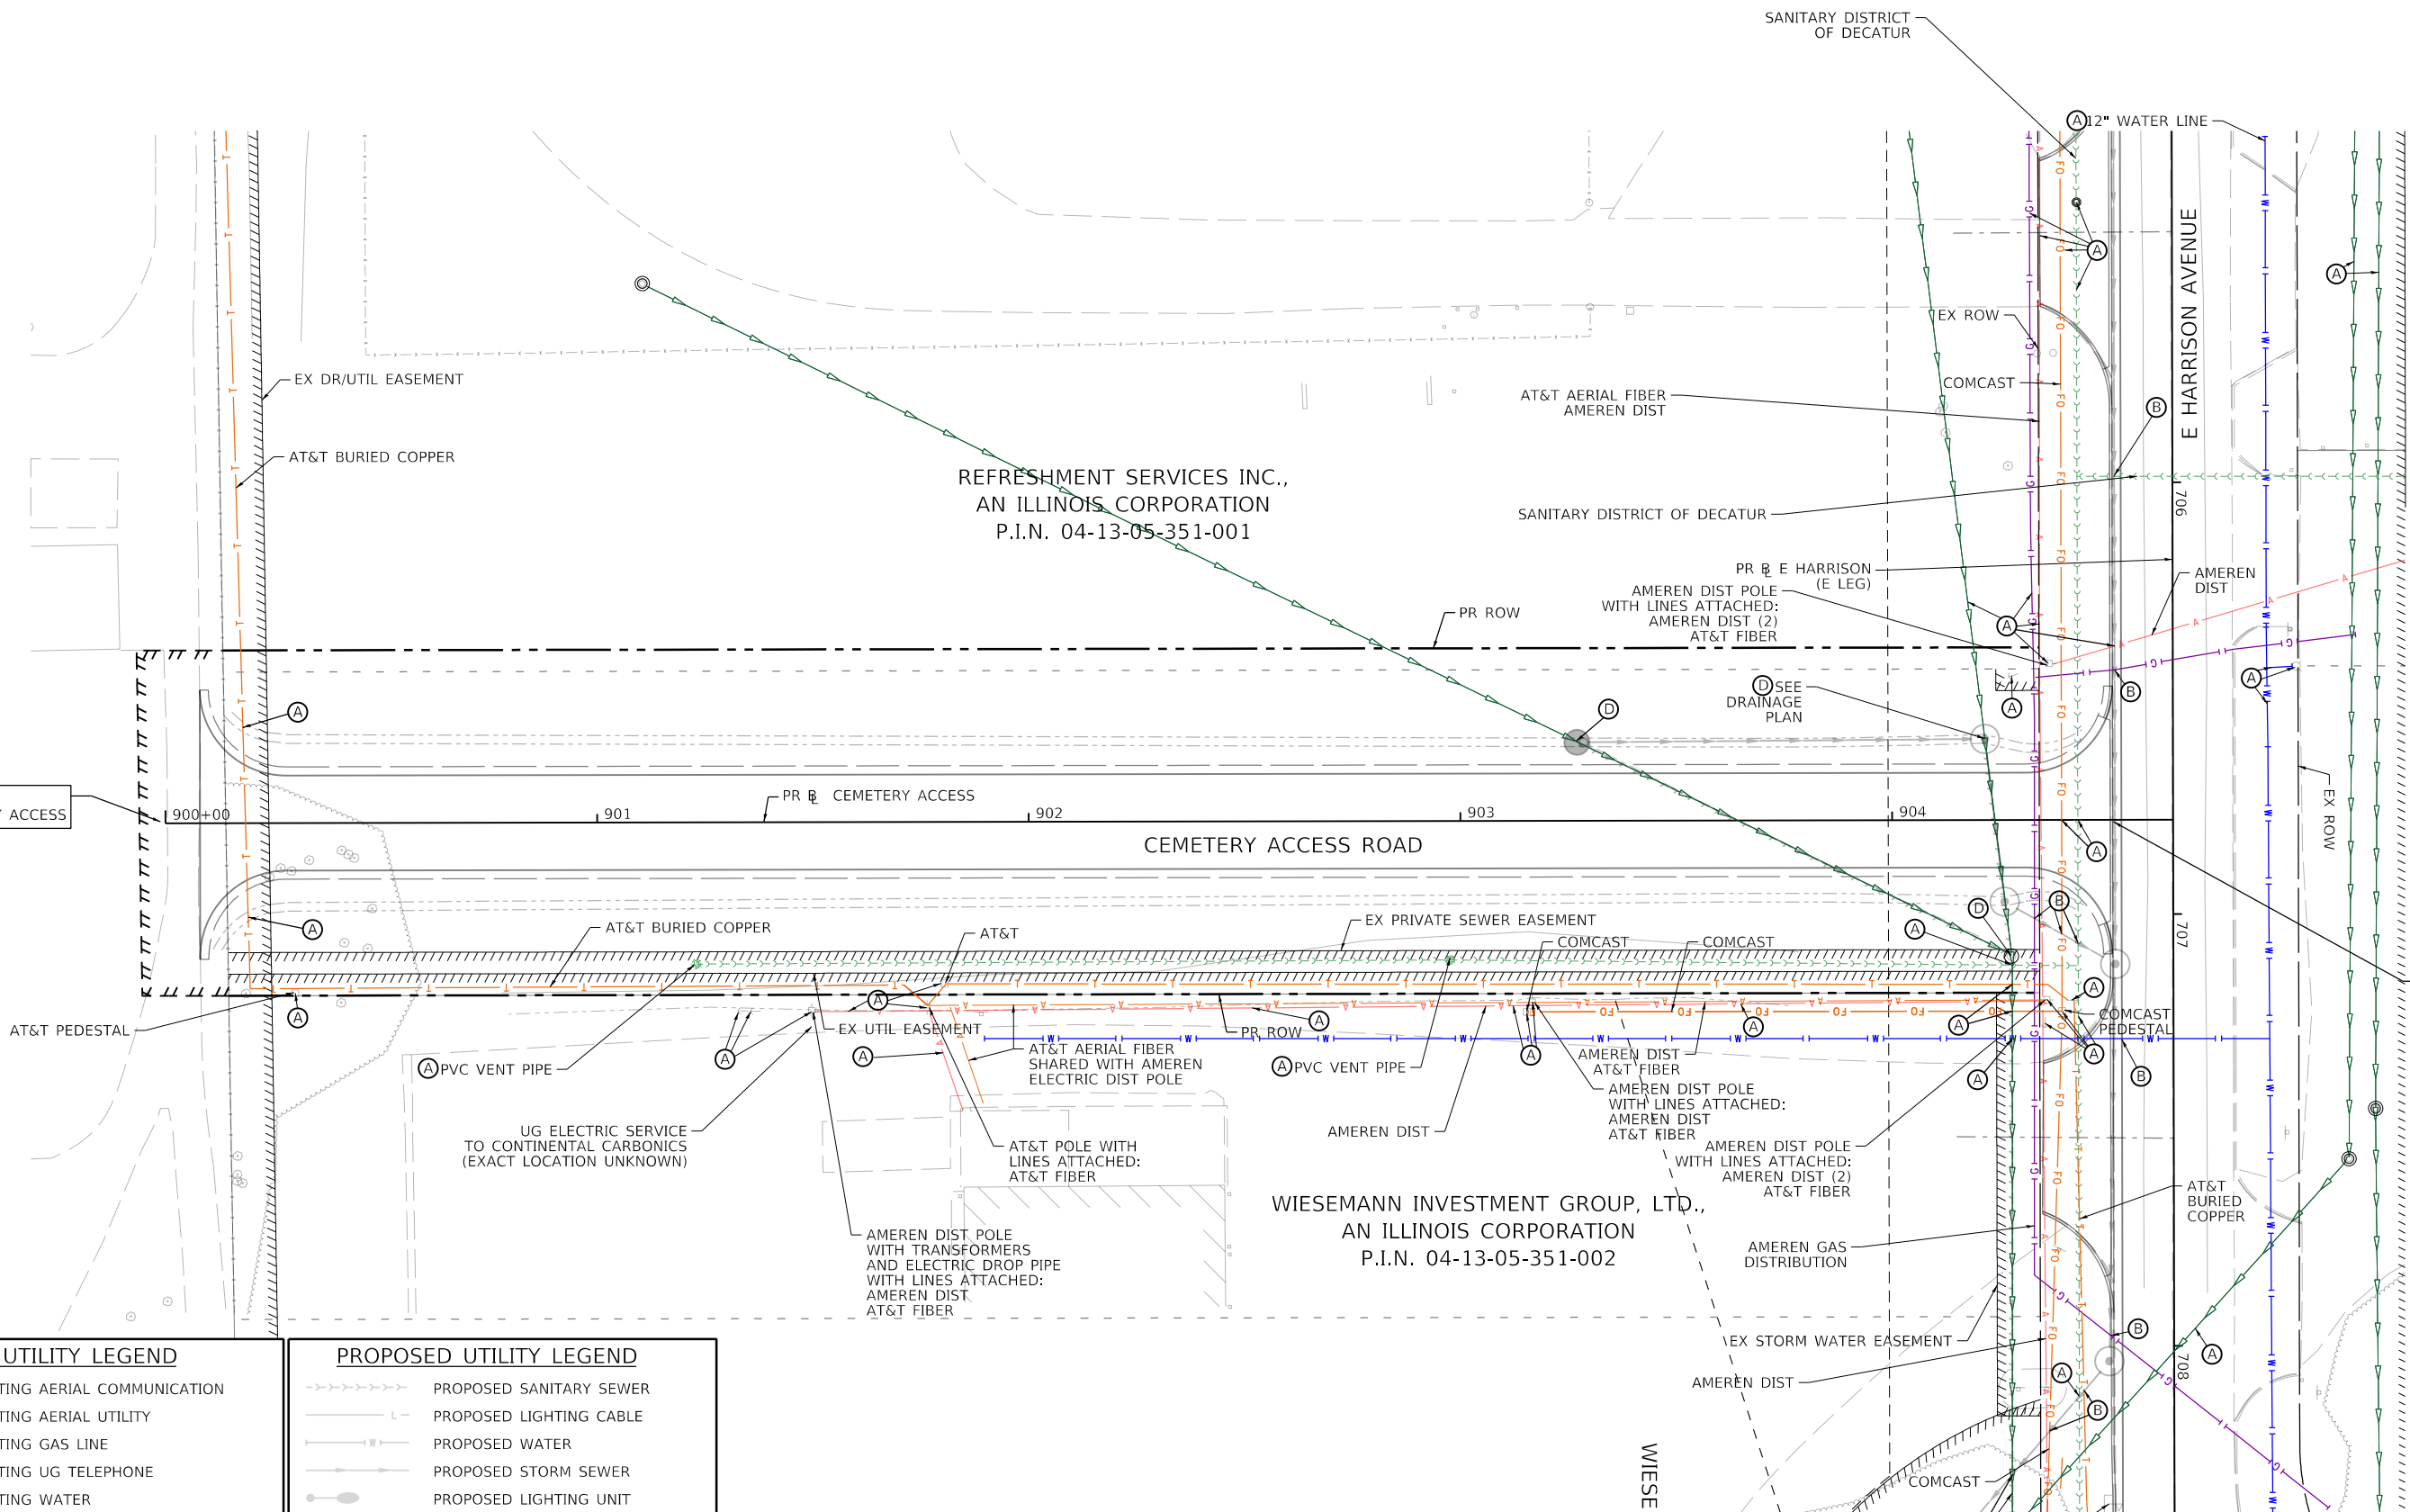 SANITARY DISTRICT
OF DECATUR
A 12" WATER LINE
E HARRISON AVENUE
EX ROW
EX DR/UTIL EASEMENT
COMCAST
AT&T AERIAL FIBER
AMEREN DIST
AT&T BURIED COPPER
REFRESHMENT SERVICES INC.,
AN ILLINOIS CORPORATION
P.I.N. 04-13-05-351-001
SANITARY DISTRICT OF DECATUR
706
PR BL E HARRISON
(E LEG)
AMEREN
DIST
AMEREN DIST POLE
WITH LINES ATTACHED:
AMEREN DIST (2)
AT&T FIBER
PR ROW
D SEE
DRAINAGE
PLAN
D
A
B
EX ROW
Y ACCESS
PR BL CEMETERY ACCESS
900+00
901
902
903
904
CEMETERY ACCESS ROAD
AT&T BURIED COPPER
AT&T
EX PRIVATE SEWER EASEMENT
COMCAST
COMCAST
707
AT&T PEDESTAL
EX UTIL EASEMENT
PR ROW
COMCAST
PEDESTAL
A PVC VENT PIPE
AT&T AERIAL FIBER
SHARED WITH AMEREN
ELECTRIC DIST POLE
A PVC VENT PIPE
AMEREN DIST
AT&T FIBER
AMEREN DIST POLE
WITH LINES ATTACHED:
AMEREN DIST
AT&T FIBER
UG ELECTRIC SERVICE
TO CONTINENTAL CARBONICS
(EXACT LOCATION UNKNOWN)
AT&T POLE WITH
LINES ATTACHED:
AT&T FIBER
AMEREN DIST
AMEREN DIST POLE
WITH LINES ATTACHED:
AMEREN DIST (2)
AT&T FIBER
AT&T
BURIED
COPPER
WIESEMANN INVESTMENT GROUP, LTD.,
AN ILLINOIS CORPORATION
P.I.N. 04-13-05-351-002
AMEREN DIST POLE
WITH TRANSFORMERS
AND ELECTRIC DROP PIPE
WITH LINES ATTACHED:
AMEREN DIST
AT&T FIBER
AMEREN GAS
DISTRIBUTION
EX STORM WATER EASEMENT
708
AMEREN DIST
COMCAST
WIESE
UTILITY LEGEND
TING AERIAL COMMUNICATION
TING AERIAL UTILITY
TING GAS LINE
TING UG TELEPHONE
TING WATER
PROPOSED UTILITY LEGEND
PROPOSED SANITARY SEWER
L PROPOSED LIGHTING CABLE
W PROPOSED WATER
PROPOSED STORM SEWER
PROPOSED LIGHTING UNIT